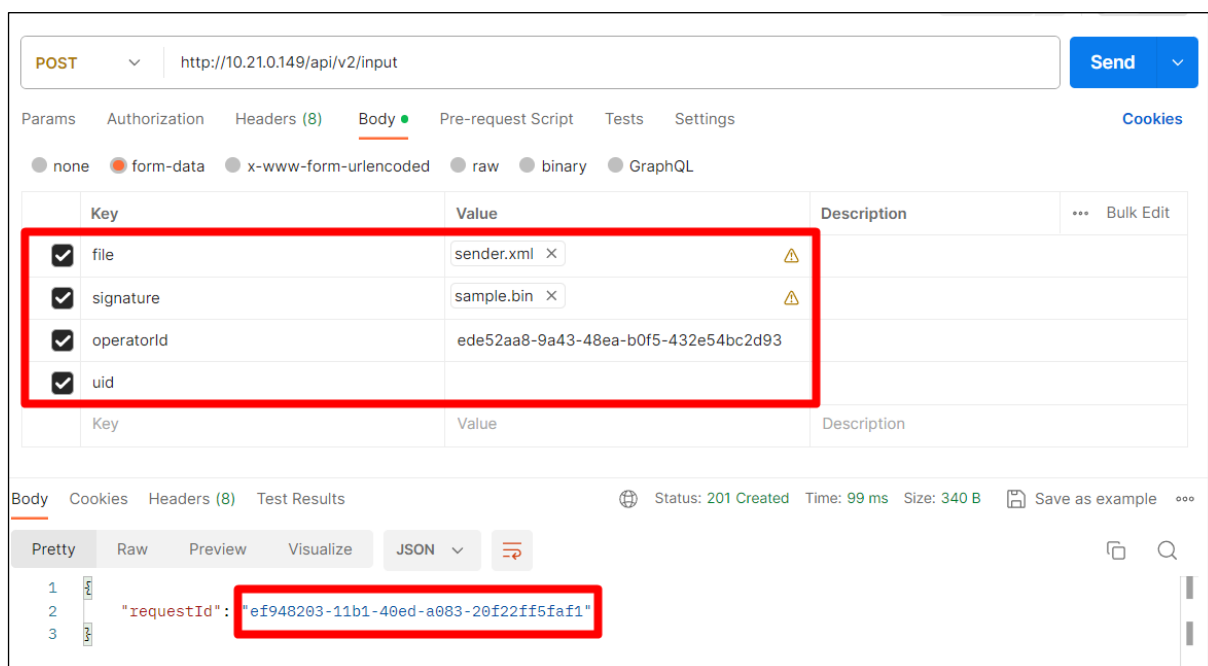 POST http://10.21.0.149/api/v2/input Send
Params Authorization Headers (8) Body Pre-request Script Tests Settings Cookies
none form-data x-www-form-urlencoded raw binary GraphQL
Key Value Description Bulk Edit
file sender.xml
signature sample.bin
operatorId ede52aa8-9a43-48ea-b0f5-432e54bc2d93
uid
Key Value Description
Body Cookies Headers (8) Test Results Status: 201 Created Time: 99 ms Size: 340 B Save as example
Pretty Raw Preview Visualize JSON
1 {
2 "requestId": "ef948203-11b1-40ed-a083-20f22ff5faf1"
3 }